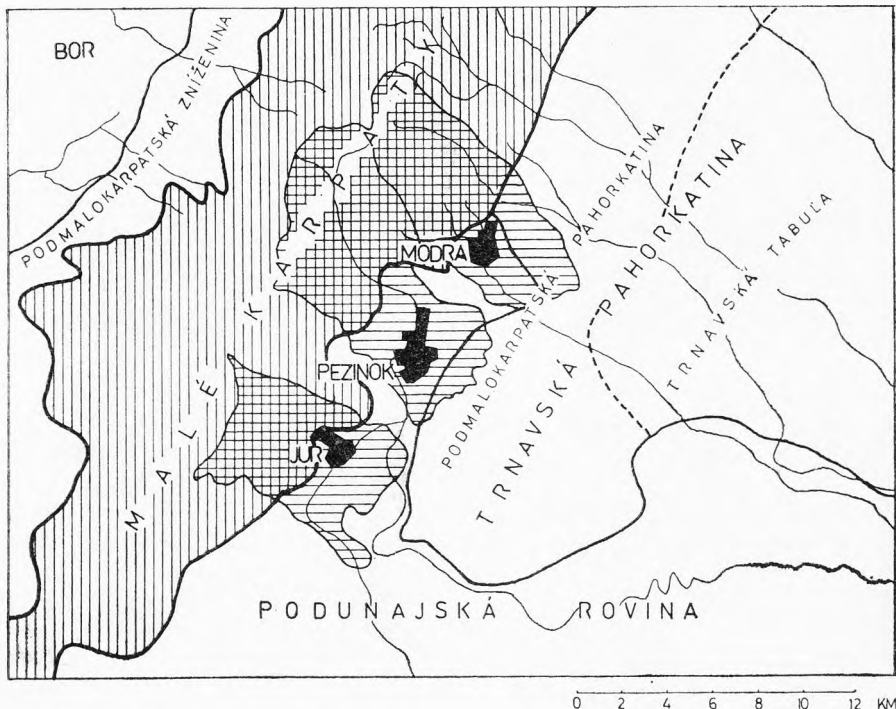 BOR
PODMALOKARPATSKÁ ZNÍŽENINA
MALÉ KARPATY
MODRA
PEZINOK
JUR
PODMALOKARPATSKÁ PAHORKATINA
TRNAVSKÁ PAHORKATINA
TRNAVSKÁ TABUĽA
PODUNAJSKÁ ROVINA
0 2 4 6 8 10 12 KM